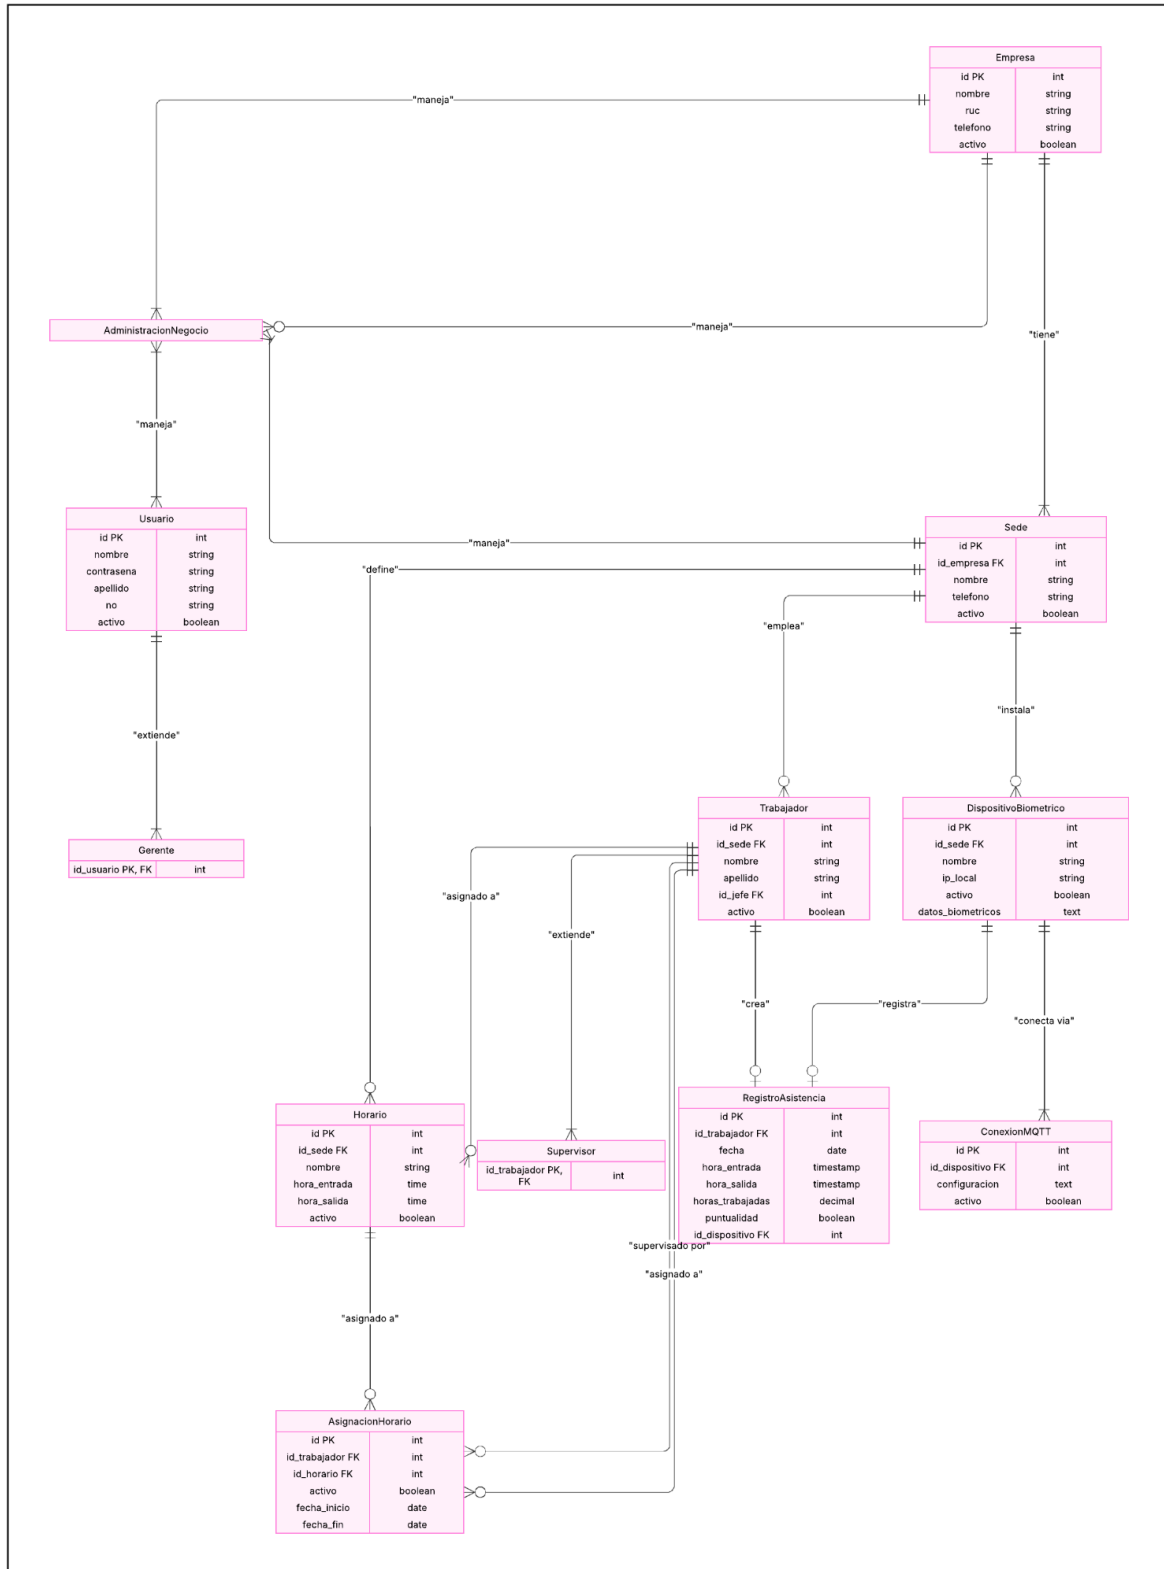 Empresa
id PK int
nombre string
ruc string
telefono string
activo boolean
"maneja"
"maneja"
"tiene"
AdministracionNegocio
"maneja"
Usuario
id PK int
nombre string
contrasena string
apellido string
no string
activo boolean
Sede
id PK int
id_empresa FK int
nombre string
telefono string
activo boolean
"maneja"
"define"
"emplea"
"instala"
"extiende"
Gerente
id_usuario PK, FK int
Trabajador
id PK int
id_sede FK int
nombre string
apellido string
id_jefe FK int
activo boolean
DispositivoBiometrico
id PK int
id_sede FK int
nombre string
ip_local string
activo boolean
datos_biometricos text
"asignado a"
"extiende"
"crea"
"registra"
"conecta via"
Horario
id PK int
id_sede FK int
nombre string
hora_entrada time
hora_salida time
activo boolean
Supervisor
id_trabajador PK,
FK int
RegistroAsistencia
id PK int
id_trabajador FK int
fecha date
hora_entrada timestamp
hora_salida timestamp
horas_trabajadas decimal
puntualidad boolean
id_dispositivo FK int
ConexionMQTT
id PK int
id_dispositivo FK int
configuracion text
activo boolean
"supervisado por"
"asignado a"
"asignado a"
AsignacionHorario
id PK int
id_trabajador FK int
id_horario FK int
activo boolean
fecha_inicio date
fecha_fin date